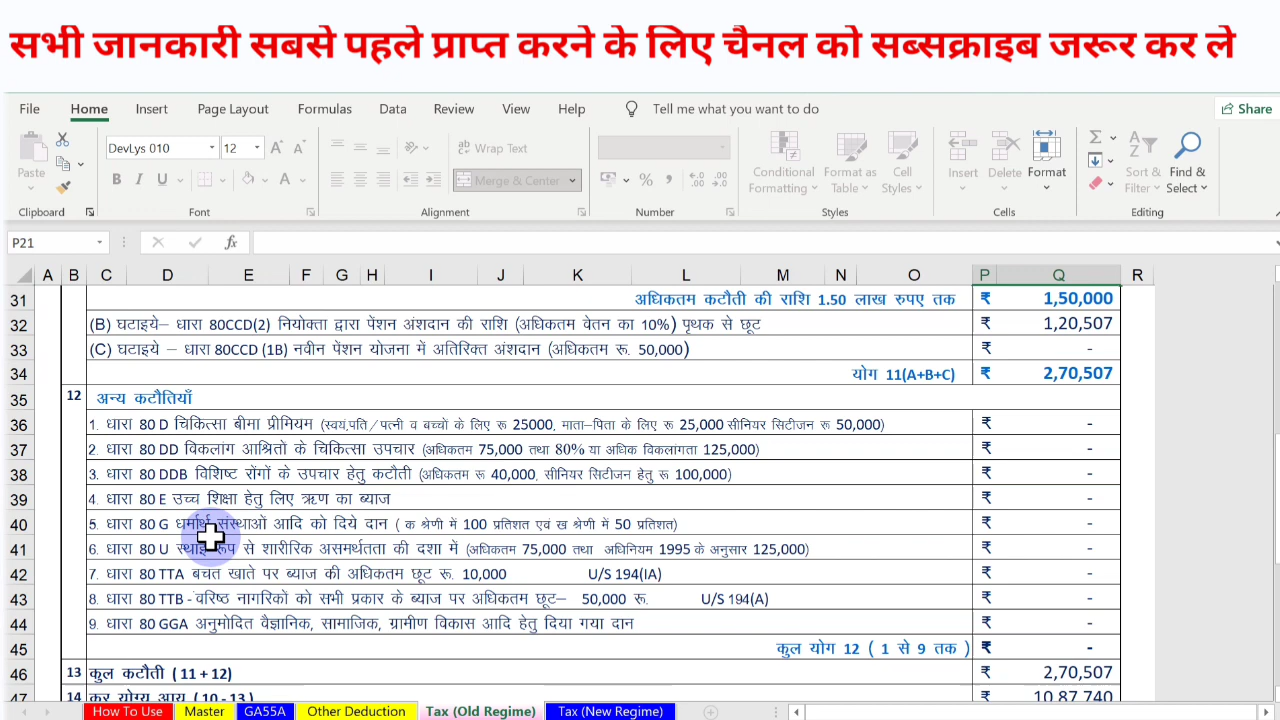 सभी जानकारी सबसे पहले प्राप्त करने के लिए चैनल को सब्सक्राइब जरूर कर ले
File Home Insert Page Layout Formulas Data Review View Help Tell me what you want to do Share
DevLys 010 12 A A Wrap Text Conditional Format as Cell Insert Delete Format Sort & Find &
Paste B I U A Merge & Center % Formatting Table Styles Filter Select
Clipboard Font Alignment Number Styles Cells Editing
P21 fx
A B C D E F G H I J K L M N O P Q R
31 अधिकतम कटौती की राशि 1.50 लाख रुपए तक ₹ 1,50,000
32 (B) घटाइये– धारा 80CCD(2) नियोक्ता द्वारा पेंशन अंशदान की राशि (अधिकतम वेतन का 10%) पृथक से छूट ₹ 1,20,507
33 (C) घटाइये – धारा 80CCD (1B) नवीन पेंशन योजना में अतिरिक्त अंशदान (अधिकतम रू. 50,000) ₹ -
34 योग 11(A+B+C) ₹ 2,70,507
35 12 अन्य कटौतियाँ
36 1. धारा 80 D चिकित्सा बीमा प्रीमियम (स्वयं,पति/पत्नी व बच्चों के लिए रू 25000, माता-पिता के लिए रू 25,000 सीनियर सिटीजन रू 50,000) ₹ -
37 2. धारा 80 DD विकलांग आश्रितों के चिकित्सा उपचार (अधिकतम 75,000 तथा 80% या अधिक विकलांगता 125,000) ₹ -
38 3. धारा 80 DDB विशिष्ट रोंगों के उपचार हेतु कटौती (अधिकतम रू 40,000, सीनियर सिटीजन हेतु रू 100,000) ₹ -
39 4. धारा 80 E उच्च शिक्षा हेतु लिए ऋण का ब्याज ₹ -
40 5. धारा 80 G धर्मार्थ संस्थाओं आदि को दिये दान ( क श्रेणी में 100 प्रतिशत एवं ख श्रेणी में 50 प्रतिशत) ₹ -
41 6. धारा 80 U स्थाई रूप से शारीरिक असमर्थतता की दशा में (अधिकतम 75,000 तथा अधिनियम 1995 के अनुसार 125,000) ₹ -
42 7. धारा 80 TTA बचत खाते पर ब्याज की अधिकतम छूट रू. 10,000 U/S 194(IA) ₹ -
43 8. धारा 80 TTB - वरिष्ठ नागरिकों को सभी प्रकार के ब्याज पर अधिकतम छूट– 50,000 रू. U/S 194(A) ₹ -
44 9. धारा 80 GGA अनुमोदित वैज्ञानिक, सामाजिक, ग्रामीण विकास आदि हेतु दिया गया दान ₹ -
45 कुल योग 12 ( 1 से 9 तक ) ₹ -
46 13 कुल कटौती ( 11 + 12) ₹ 2,70,507
47 14 कर योग्य आय ( 10 - 13 ) ₹ 10,87,740
How To Use Master GA55A Other Deduction Tax (Old Regime) Tax (New Regime)